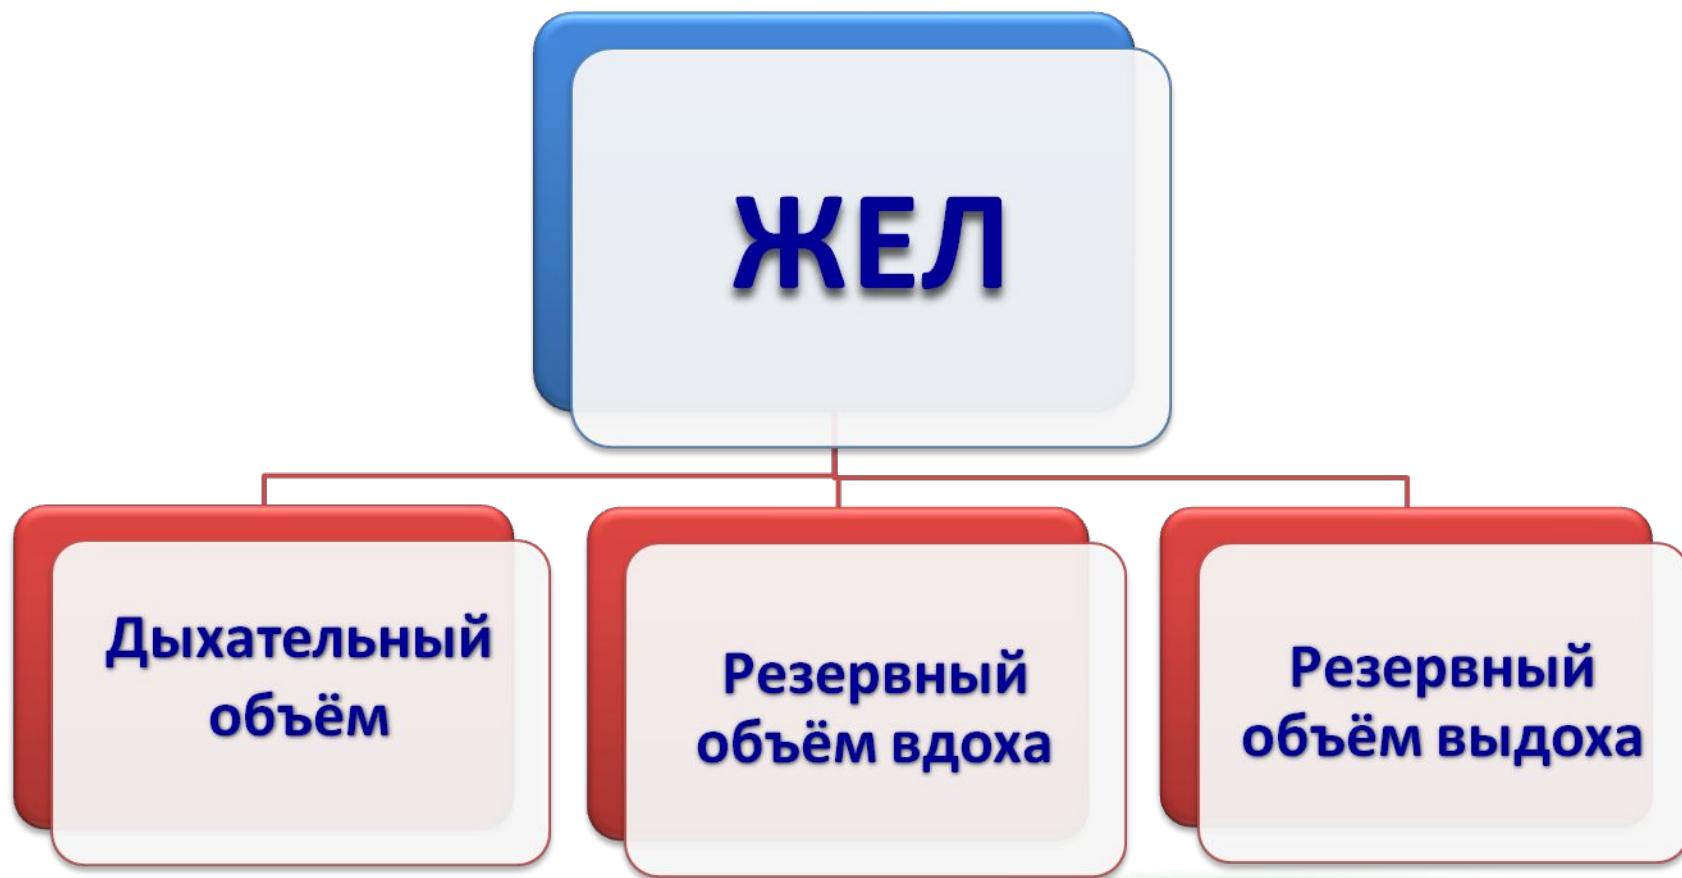 ЖЕЛ
Дыхательный
объём
Резервный
объём вдоха
Резервный
объём выдоха